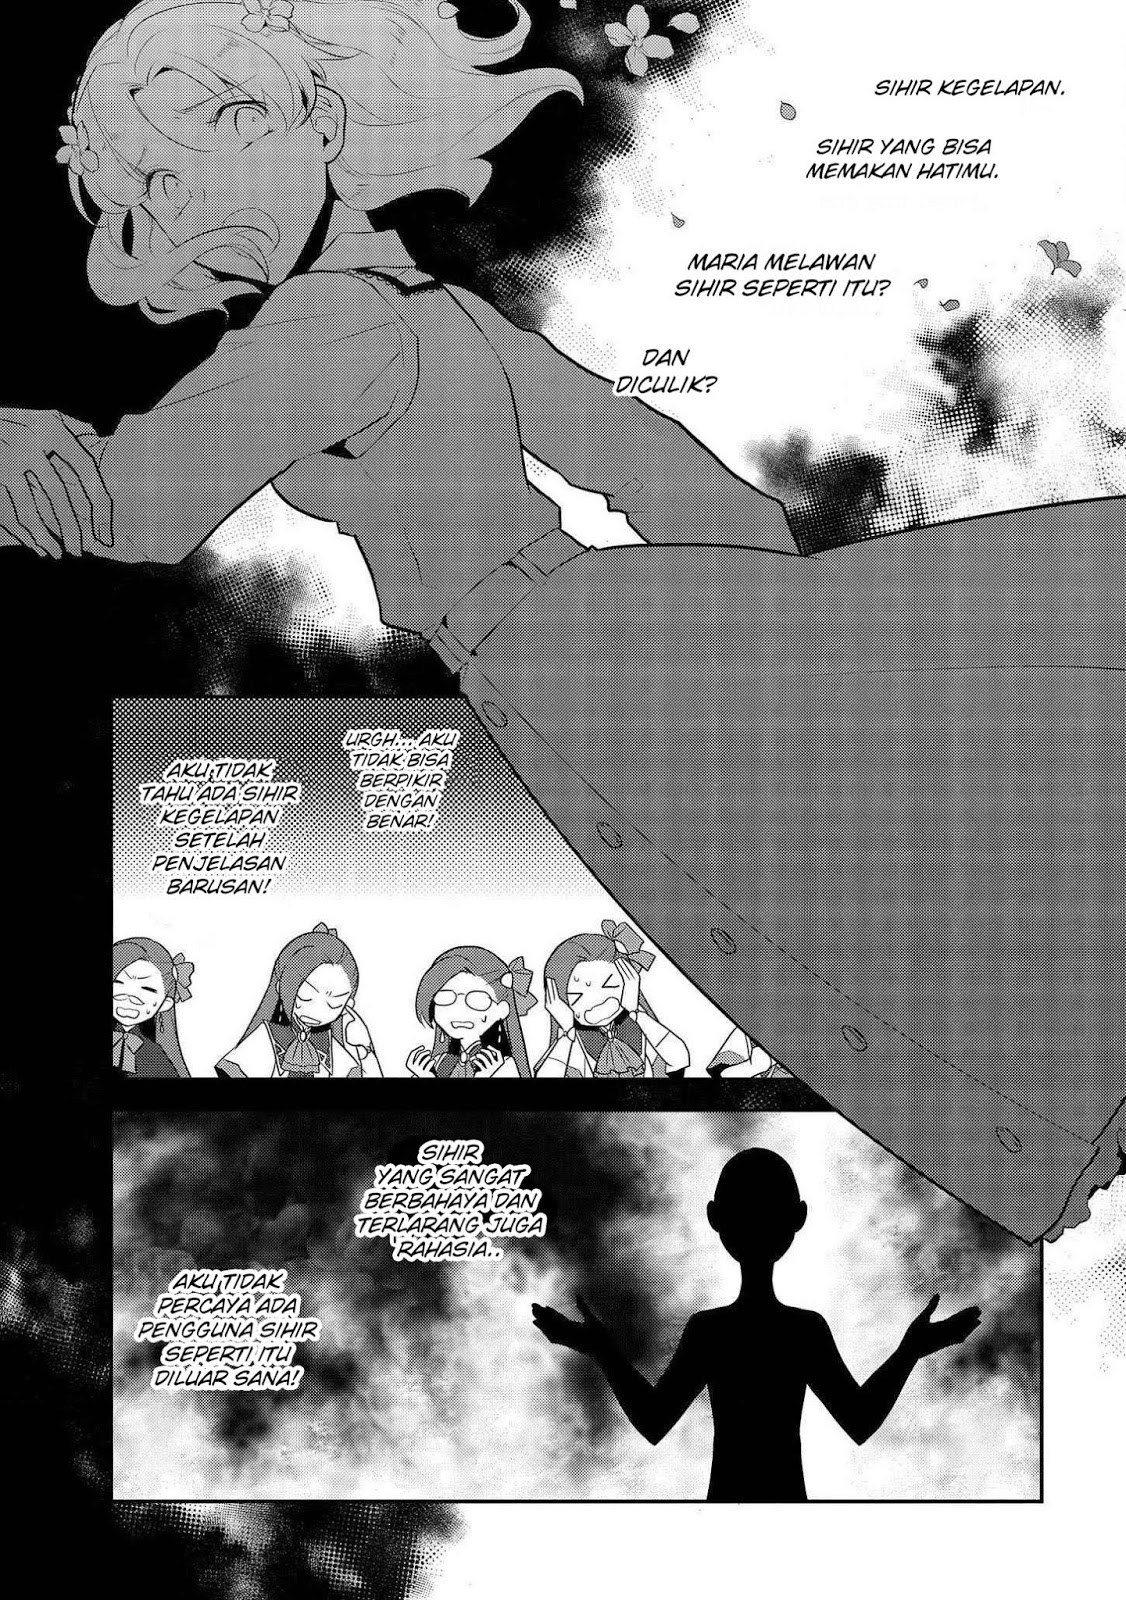 SIHIR KEGELAPAN.
SIHIR YANG BISA
MEMAKAN HATIMU.
MARIA MELAWAN
SIHIR SEPERTI ITU?
DAN
DICULIK?
URGH... AKU
TIDAK BISA
BERPIKIR
DENGAN
BENAR!
AKU TIDAK
TAHU ADA SIHIR
KEGELAPAN
SETELAH
PENJELASAN
BARUSAN!
SIHIR
YANG SANGAT
BERBAHAYA DAN
TERLARANG JUGA
RAHASIA..
AKU TIDAK
PERCAYA ADA
PENGGUNA SIHIR
SEPERTI ITU
DILUAR SANA!